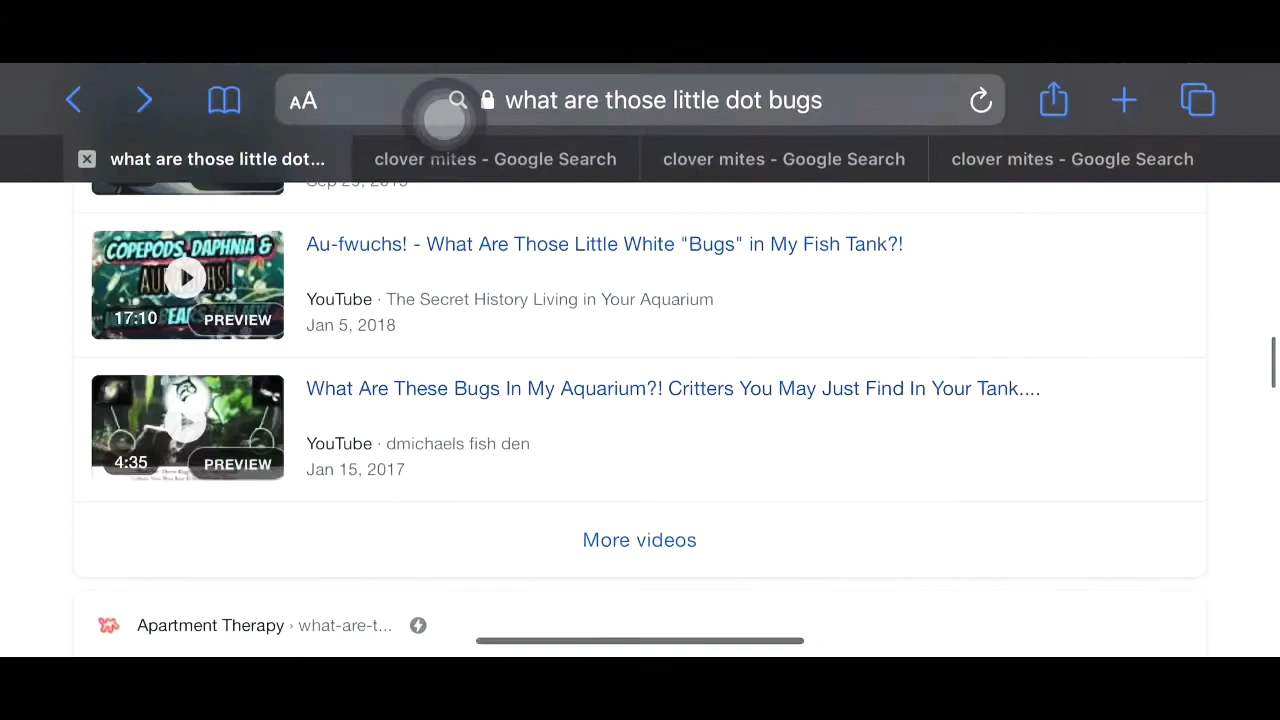 AA what are those little dot bugs
what are those little dot... clover mites - Google Search clover mites - Google Search clover mites - Google Search
Sep 29, 2015
COPEPODS, DAPHNIA &
17:10 PREVIEW
Au-fwuchs! - What Are Those Little White "Bugs" in My Fish Tank?!
YouTube · The Secret History Living in Your Aquarium
Jan 5, 2018
4:35 PREVIEW
What Are These Bugs In My Aquarium?! Critters You May Just Find In Your Tank....
YouTube · dmichaels fish den
Jan 15, 2017
More videos
Apartment Therapy › what-are-t...